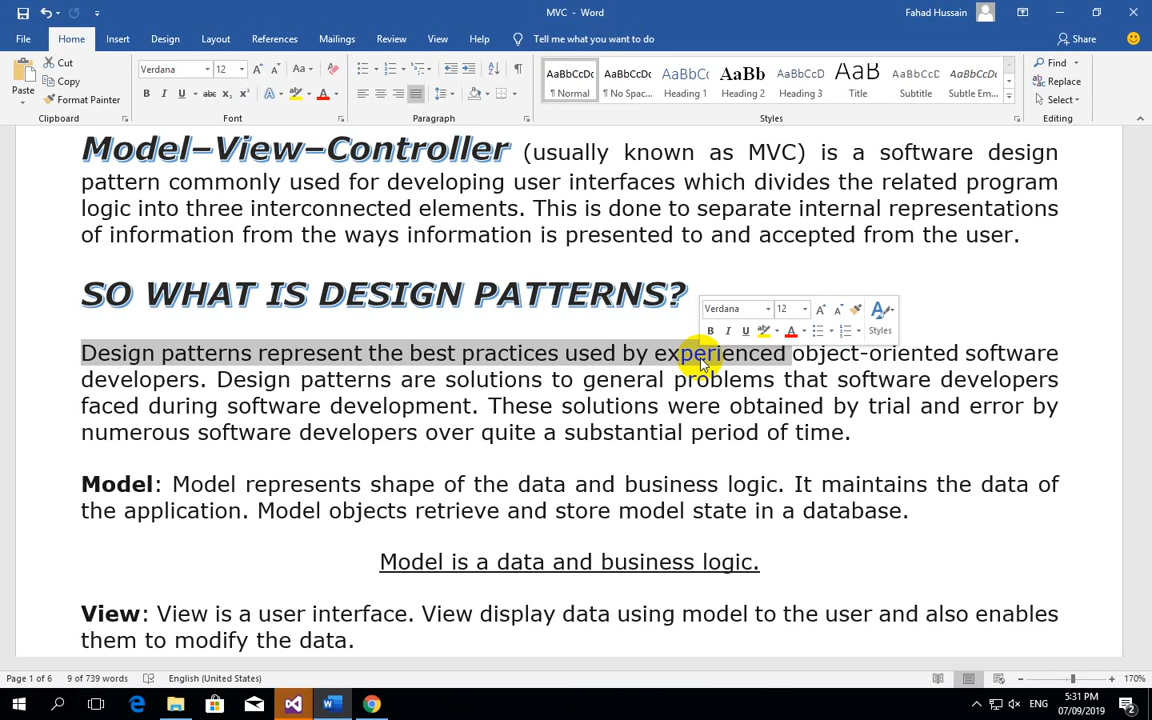 MVC - Word
Fahad Hussain
File Home Insert Design Layout References Mailings Review View Help Tell me what you want to do Share
Paste
Cut
Copy
Format Painter
Clipboard
Verdana 12
Font
Paragraph
AaBbCcDc ¶ Normal
AaBbCcDc ¶ No Spac...
AaBbCc Heading 1
AaBb Heading 2
AaBbCcD Heading 3
AaBb Title
AaBbCcD Subtitle
AaBbCcD Subtle Em...
Styles
Find
Replace
Select
Editing
Model–View–Controller (usually known as MVC) is a software design
pattern commonly used for developing user interfaces which divides the related program
logic into three interconnected elements. This is done to separate internal representations
of information from the ways information is presented to and accepted from the user.
SO WHAT IS DESIGN PATTERNS?
Verdana 12
Styles
Design patterns represent the best practices used by experienced object-oriented software
developers. Design patterns are solutions to general problems that software developers
faced during software development. These solutions were obtained by trial and error by
numerous software developers over quite a substantial period of time.
Model: Model represents shape of the data and business logic. It maintains the data of
the application. Model objects retrieve and store model state in a database.
Model is a data and business logic.
View: View is a user interface. View display data using model to the user and also enables
them to modify the data.
Page 1 of 6 9 of 739 words English (United States) 170%
ENG 5:31 PM
07/09/2019 2